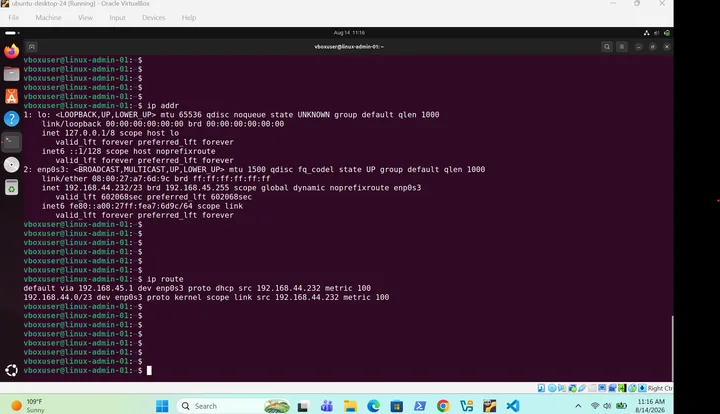 ubuntu-desktop-24 [Running] - Oracle VirtualBox
File Machine View Input Devices Help
Aug 14 11:16
vboxuser@linux-admin-01: ~
vboxuser@linux-admin-01:~$
vboxuser@linux-admin-01:~$
vboxuser@linux-admin-01:~$
vboxuser@linux-admin-01:~$
vboxuser@linux-admin-01:~$
vboxuser@linux-admin-01:~$ ip addr
1: lo: <LOOPBACK,UP,LOWER_UP> mtu 65536 qdisc noqueue state UNKNOWN group default qlen 1000
link/loopback 00:00:00:00:00:00 brd 00:00:00:00:00:00
inet 127.0.0.1/8 scope host lo
valid_lft forever preferred_lft forever
inet6 ::1/128 scope host noprefixroute
valid_lft forever preferred_lft forever
2: enp0s3: <BROADCAST,MULTICAST,UP,LOWER_UP> mtu 1500 qdisc fq_codel state UP group default qlen 1000
link/ether 08:00:27:a7:6d:9c brd ff:ff:ff:ff:ff:ff
inet 192.168.44.232/23 brd 192.168.45.255 scope global dynamic noprefixroute enp0s3
valid_lft 602068sec preferred_lft 602068sec
inet6 fe80::a00:27ff:fea7:6d9c/64 scope link
valid_lft forever preferred_lft forever
vboxuser@linux-admin-01:~$
vboxuser@linux-admin-01:~$
vboxuser@linux-admin-01:~$
vboxuser@linux-admin-01:~$
vboxuser@linux-admin-01:~$
vboxuser@linux-admin-01:~$
vboxuser@linux-admin-01:~$ ip route
default via 192.168.45.1 dev enp0s3 proto dhcp src 192.168.44.232 metric 100
192.168.44.0/23 dev enp0s3 proto kernel scope link src 192.168.44.232 metric 100
vboxuser@linux-admin-01:~$
vboxuser@linux-admin-01:~$
vboxuser@linux-admin-01:~$
vboxuser@linux-admin-01:~$
vboxuser@linux-admin-01:~$
vboxuser@linux-admin-01:~$
vboxuser@linux-admin-01:~$
vboxuser@linux-admin-01:~$
Right Ctrl
109°F
Sunny
Search
11:16 AM
8/14/2026